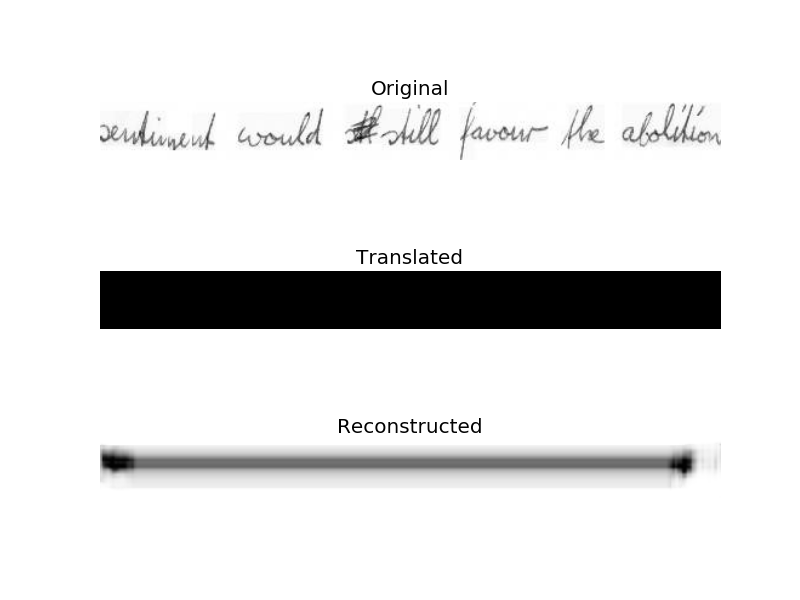 Original
sentiment would still favour the abolition
Translated
Reconstructed